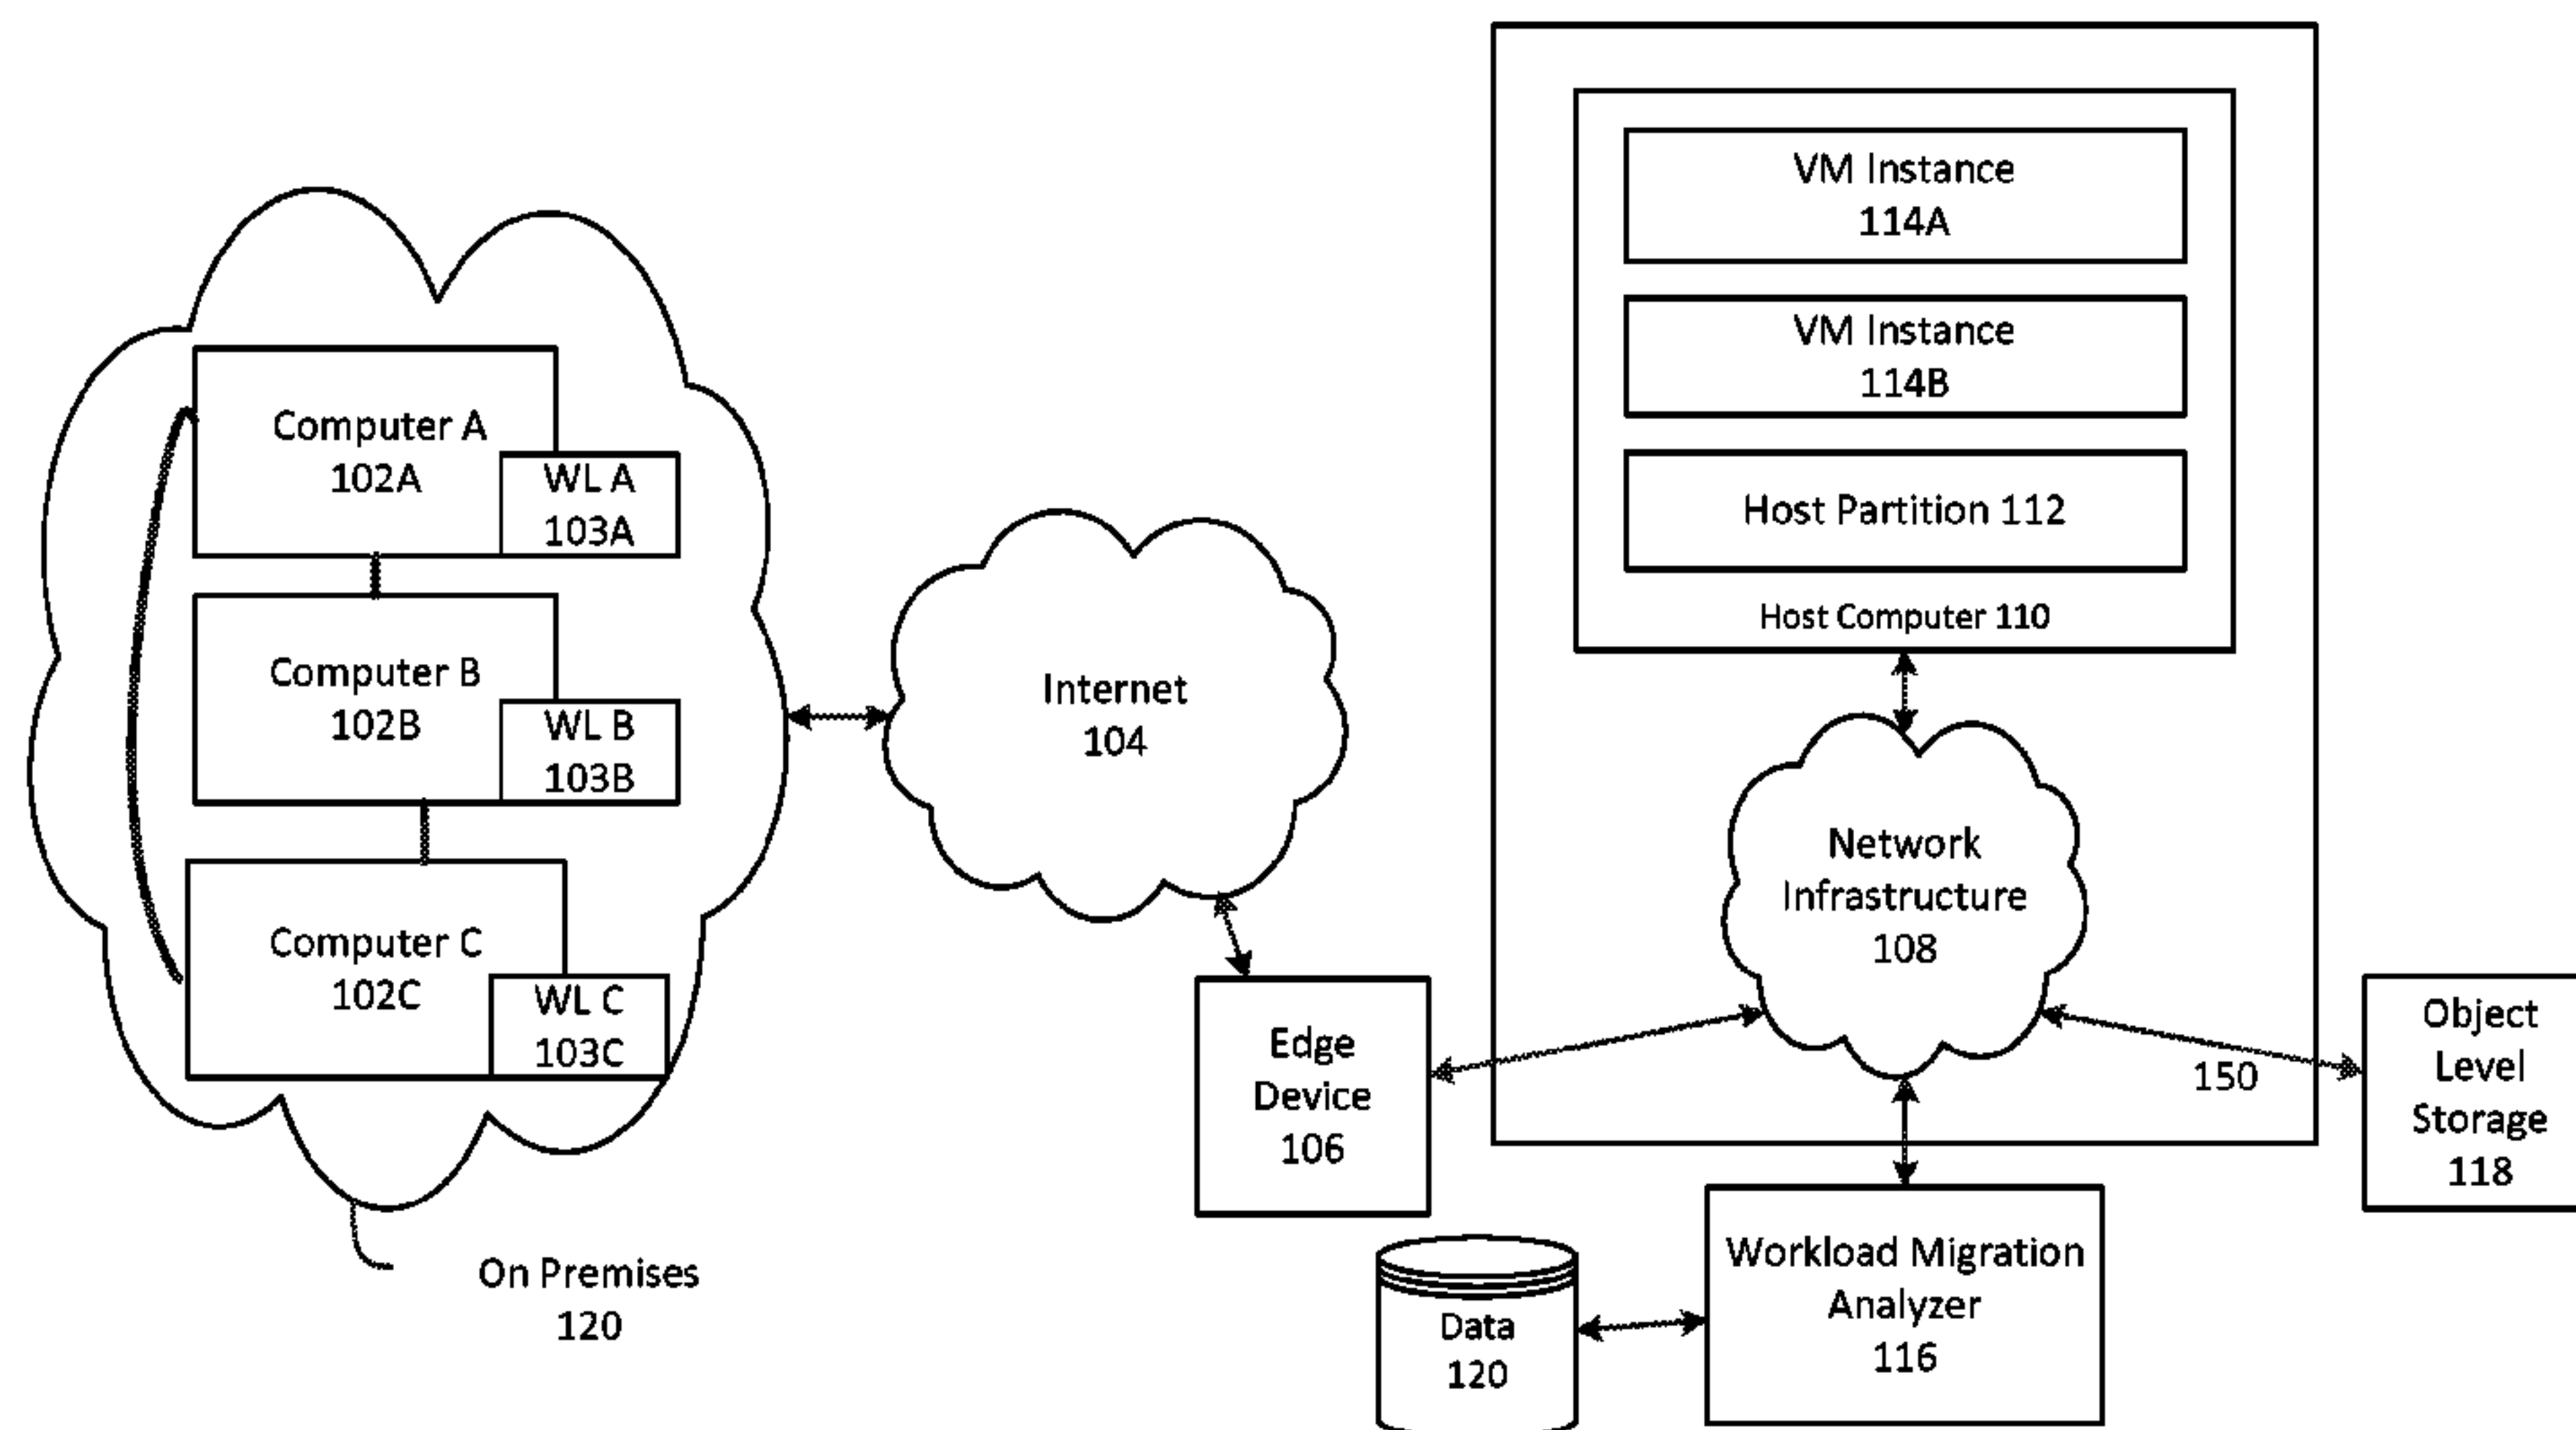 Computer A
102A
WL A
103A
Computer B
102B
WL B
103B
Computer C
102C
WL C
103C
On Premises
120
Internet
104
Edge
Device
106
VM Instance
114A
VM Instance
114B
Host Partition 112
Host Computer 110
Network
Infrastructure
108
150
Object
Level
Storage
118
Workload Migration
Analyzer
116
Data
120